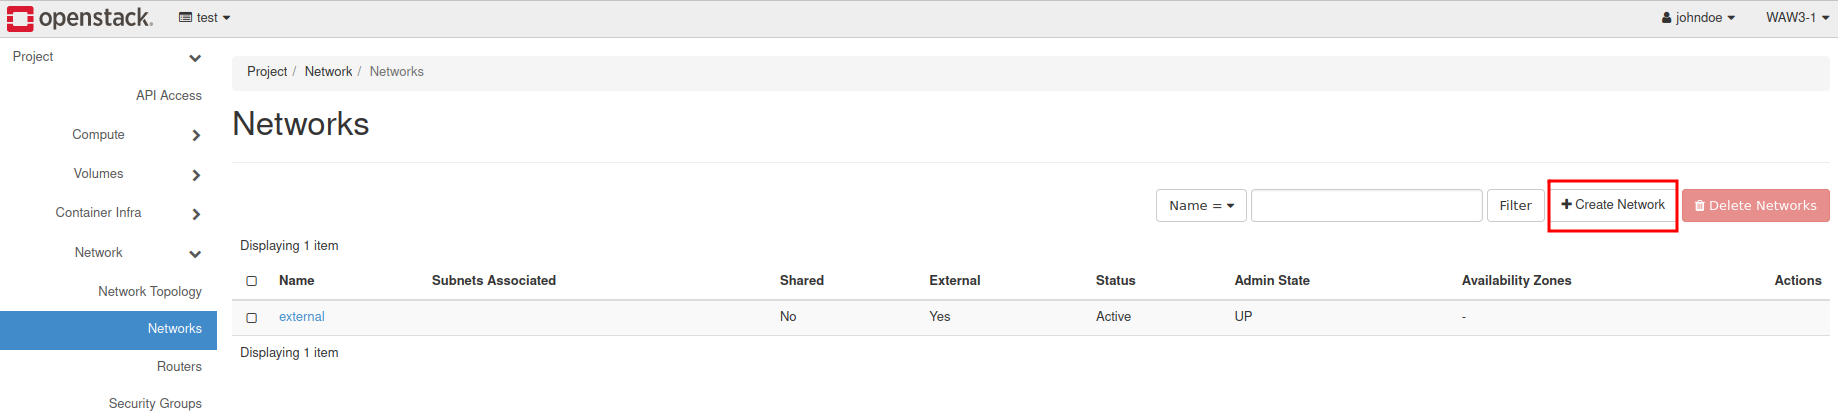 openstack. test johndoe WAW3-1
Project
API Access
Compute
Volumes
Container Infra
Network
Network Topology
Networks
Routers
Security Groups
Project / Network / Networks
Networks
Name = Filter + Create Network Delete Networks
Displaying 1 item
Name Subnets Associated Shared External Status Admin State Availability Zones Actions
external No Yes Active UP -
Displaying 1 item